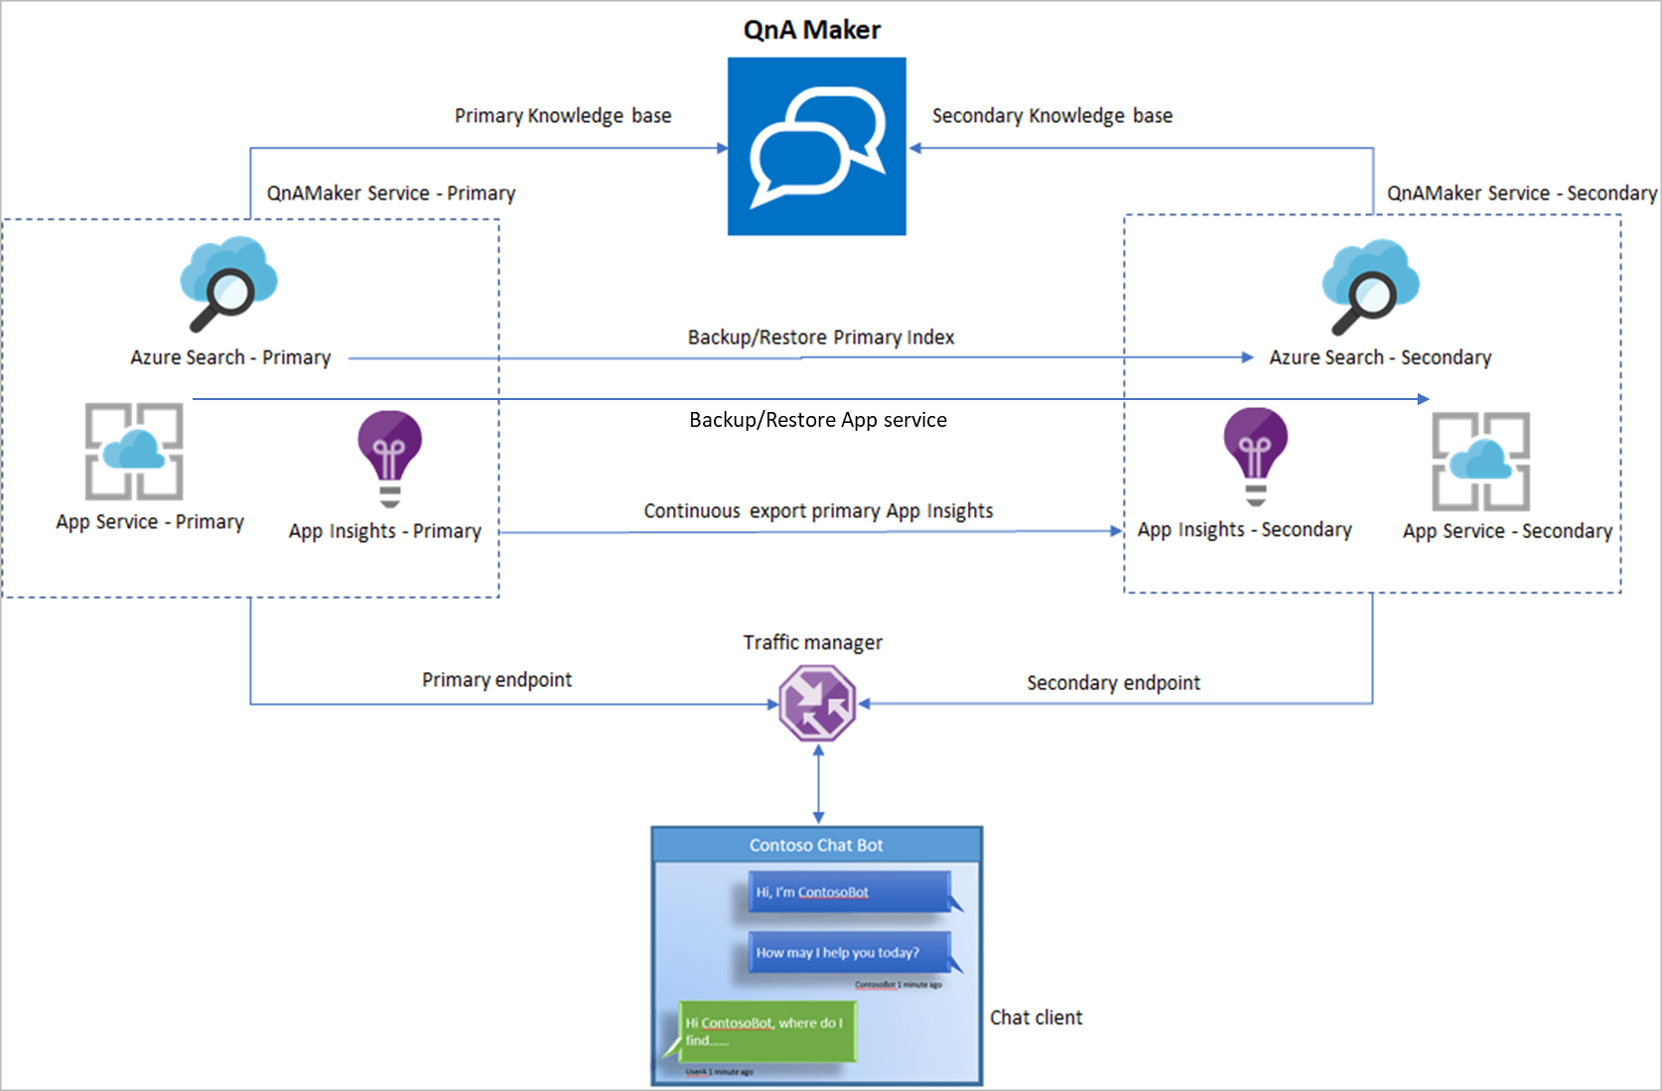 QnA Maker
Primary Knowledge base
Secondary Knowledge base
QnAMaker Service - Primary
QnAMaker Service - Secondary
Backup/Restore Primary Index
Azure Search - Primary
Azure Search - Secondary
Backup/Restore App service
Continuous export primary App Insights
App Service - Primary
App Insights - Primary
App Insights - Secondary
App Service - Secondary
Traffic manager
Primary endpoint
Secondary endpoint
Contoso Chat Bot
Hi, I'm ContosoBot
How may I help you today?
ContosoBot 1 minute ago
Hi ContosoBot, where do I
find......
Chat client
UserA 1 minute ago